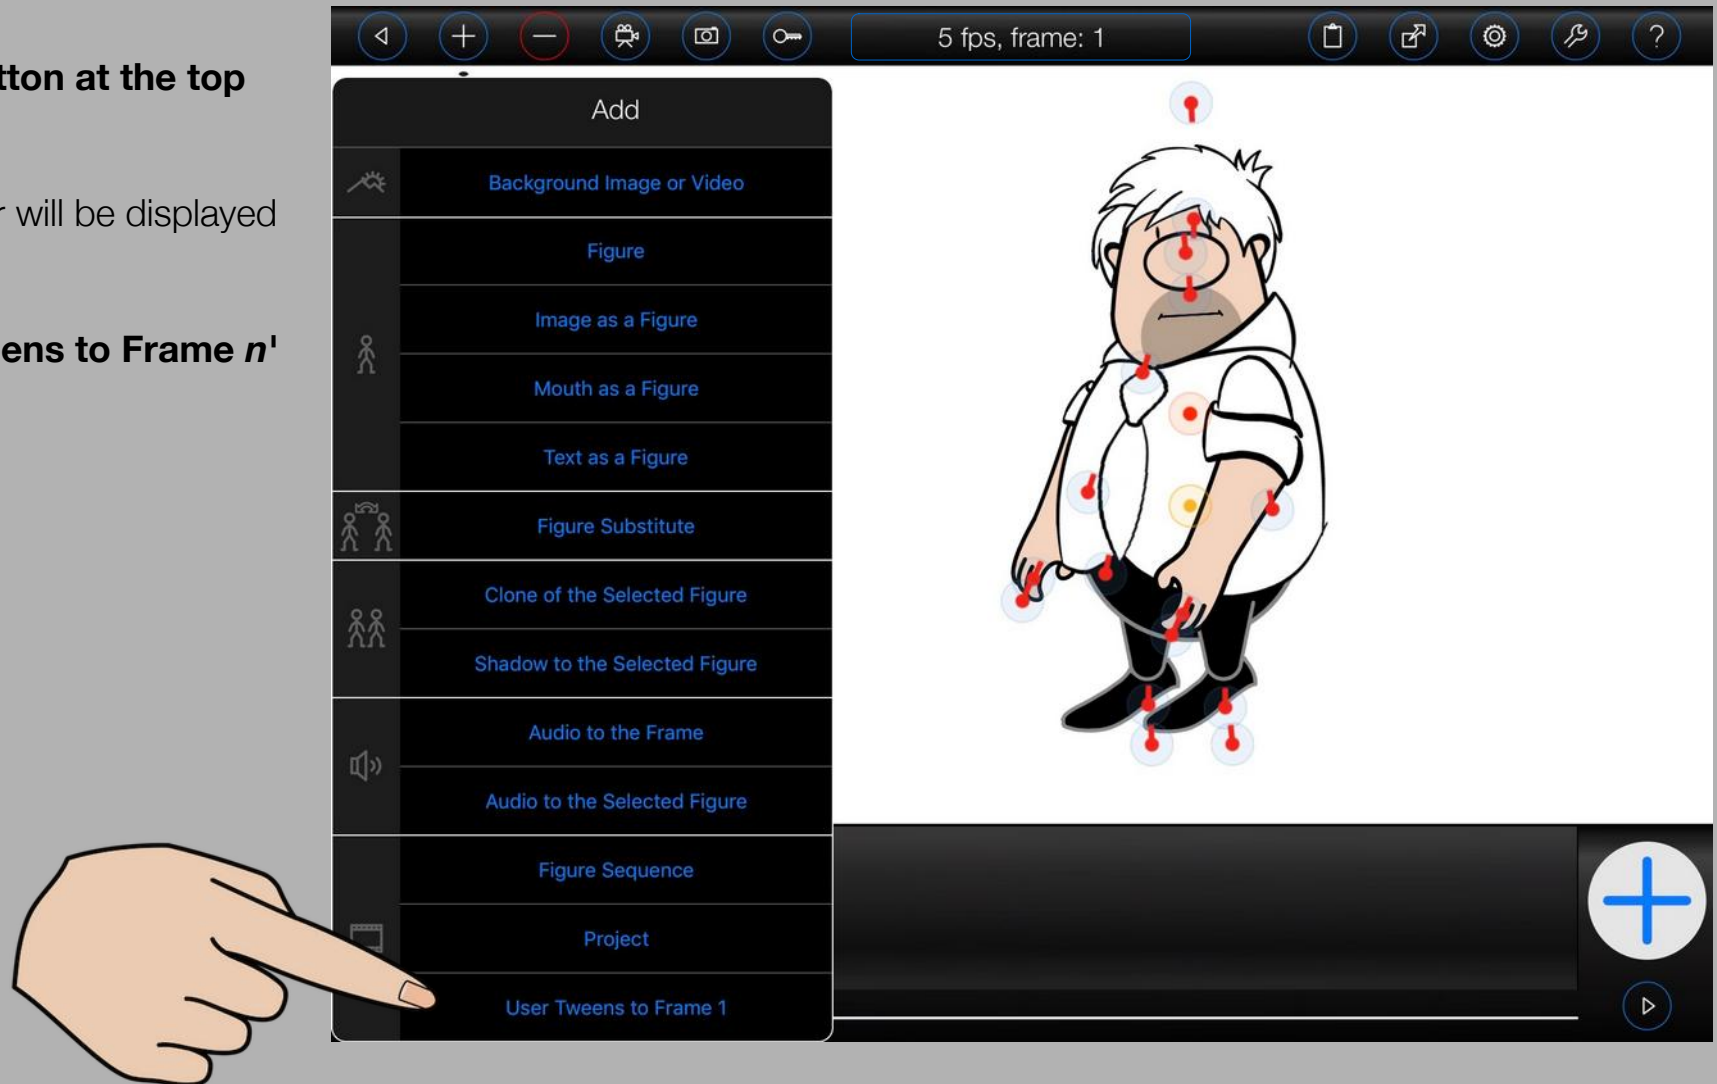 tton at the top
r will be displayed
ens to Frame n'
5 fps, frame: 1
?
Add
Background Image or Video
Figure
Image as a Figure
Mouth as a Figure
Text as a Figure
Figure Substitute
Clone of the Selected Figure
Shadow to the Selected Figure
Audio to the Frame
Audio to the Selected Figure
Figure Sequence
Project
User Tweens to Frame 1